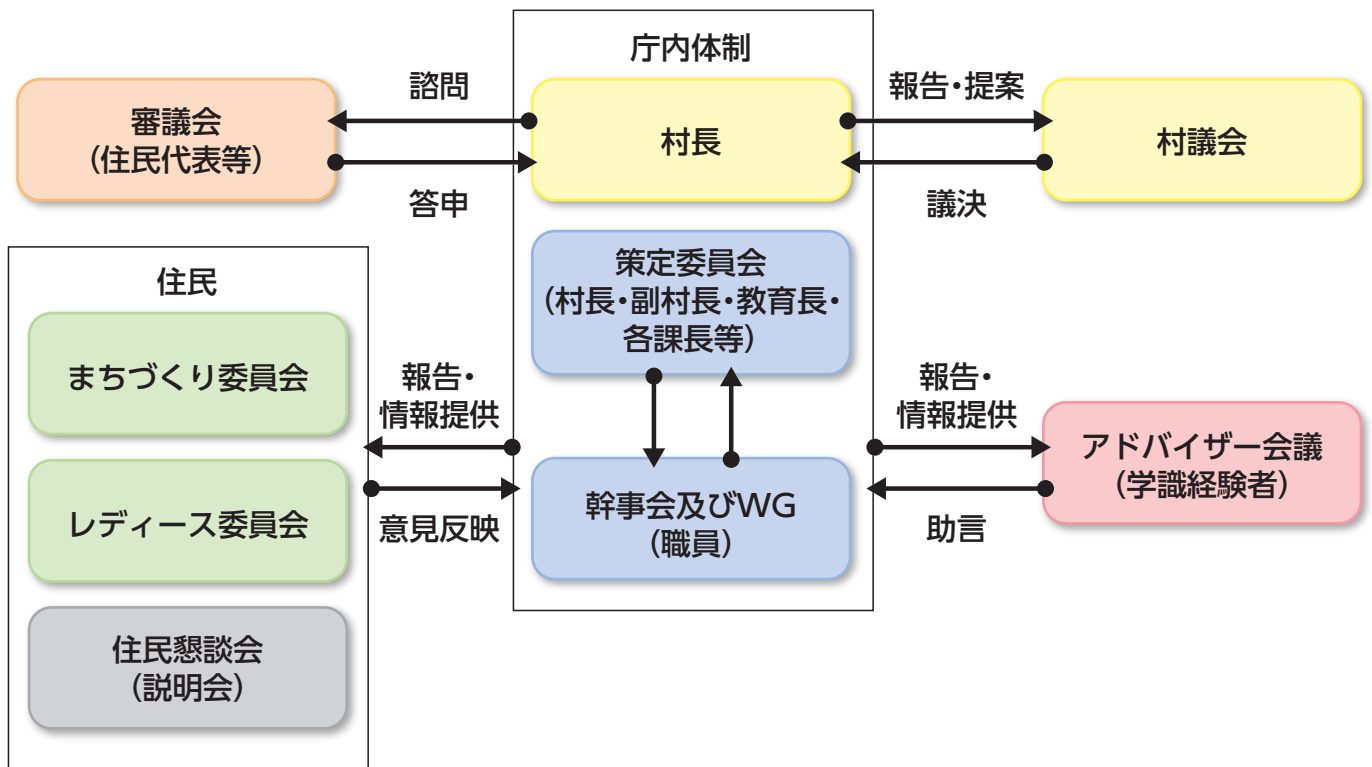 庁内体制
諮問
報告・提案
審議会
(住民代表等)
村長
村議会
答申
議決
住民
策定委員会
(村長・副村長・教育長・
各課長等)
まちづくり委員会
報告・
情報提供
報告・
情報提供
アドバイザー会議
(学識経験者)
レディース委員会
意見反映
幹事会及びWG
(職員)
助言
住民懇談会
(説明会)